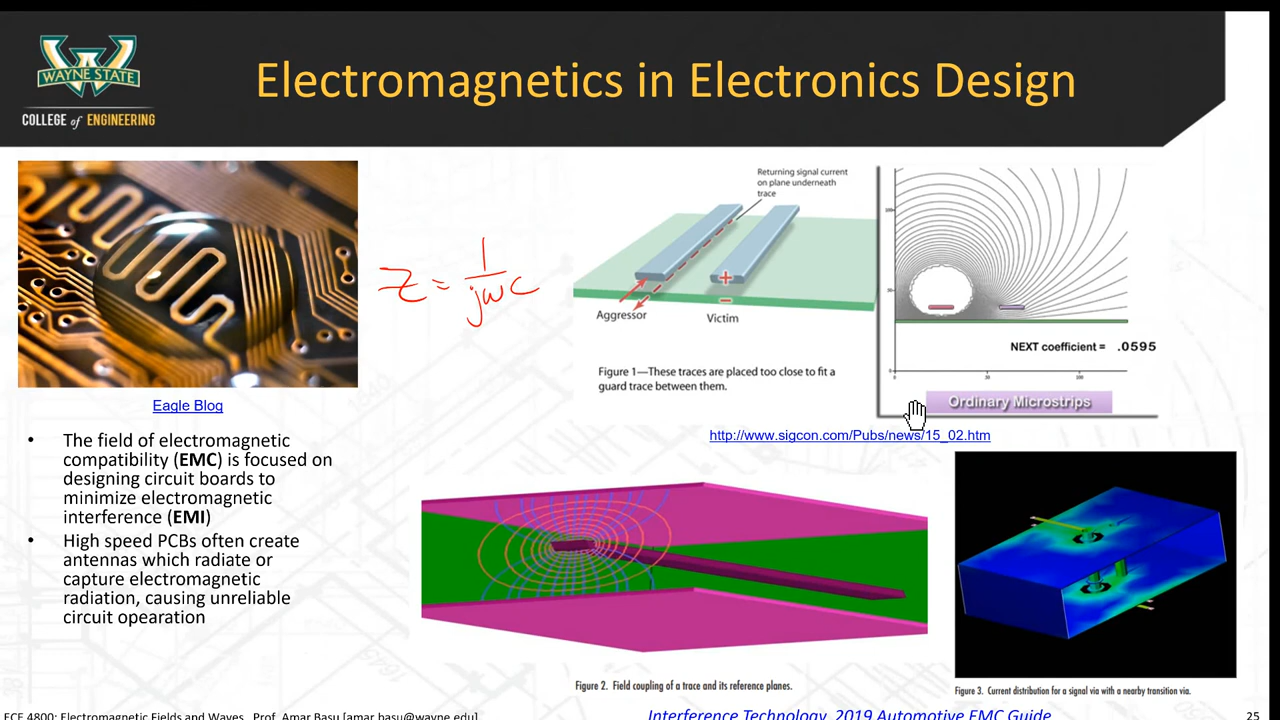 WAYNE STATE
COLLEGE of ENGINEERING
Electromagnetics in Electronics Design
Eagle Blog
• The field of electromagnetic
compatibility (EMC) is focused on
designing circuit boards to
minimize electromagnetic
interference (EMI)
• High speed PCBs often create
antennas which radiate or
capture electromagnetic
radiation, causing unreliable
circuit opearation
Z = 1/jωC
Returning signal current
on plane underneath
trace
+
−
Aggressor
Victim
Figure 1—These traces are placed too close to fit a
guard trace between them.
NEXT coefficient = .0595
Ordinary Microstrips
http://www.sigcon.com/Pubs/news/15_02.htm
Figure 2. Field coupling of a trace and its reference planes.
Figure 3. Current distribution for a signal via with a nearby transition via.
ECE 4800: Electromagnetic Fields and Waves, Prof. Amar Basu [amar.basu@wayne.edu]
Interference Technology, 2019 Automotive EMC Guide
25